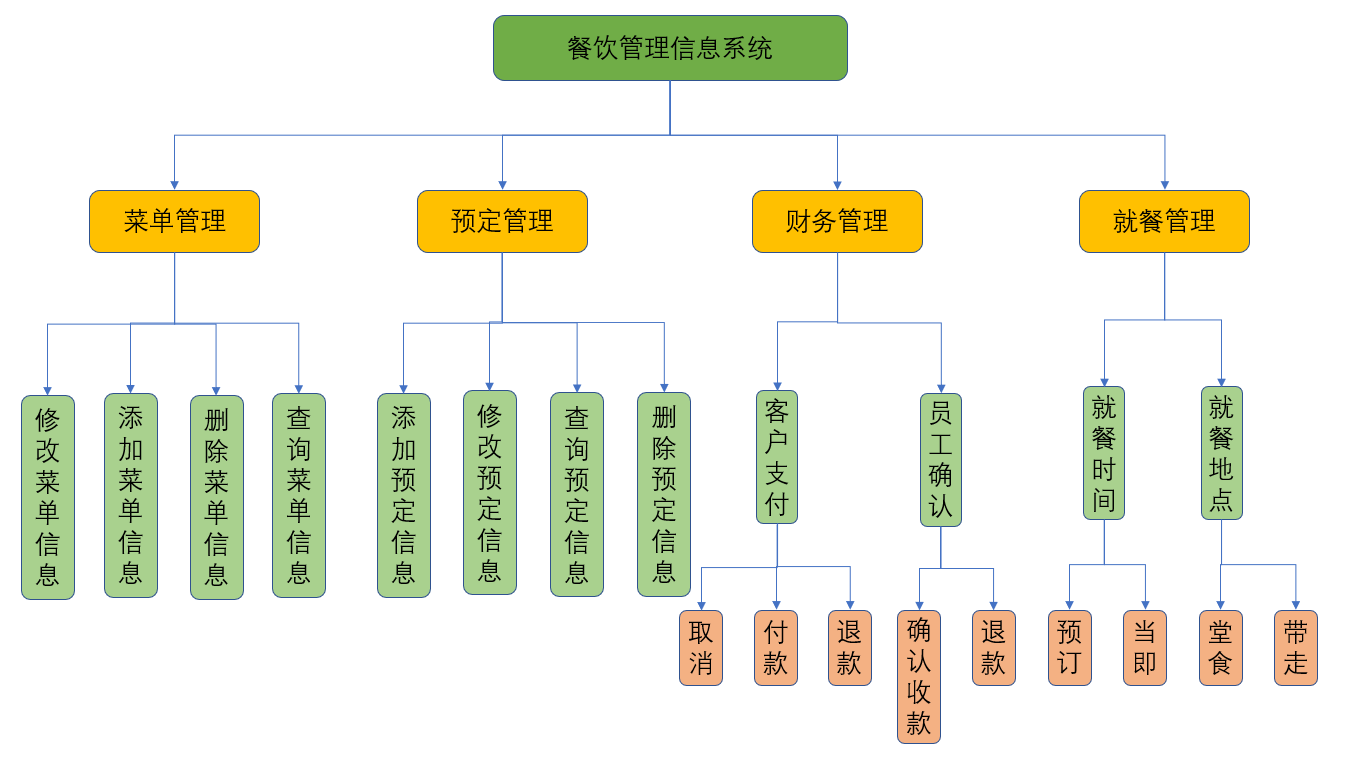 餐饮管理信息系统
菜单管理
预定管理
财务管理
就餐管理
修改菜单信息
添加菜单信息
删除菜单信息
查询菜单信息
添加预定信息
修改预定信息
查询预定信息
删除预定信息
客户支付
员工确认
就餐时间
就餐地点
取消
付款
退款
确认收款
退款
预订
当即
堂食
带走